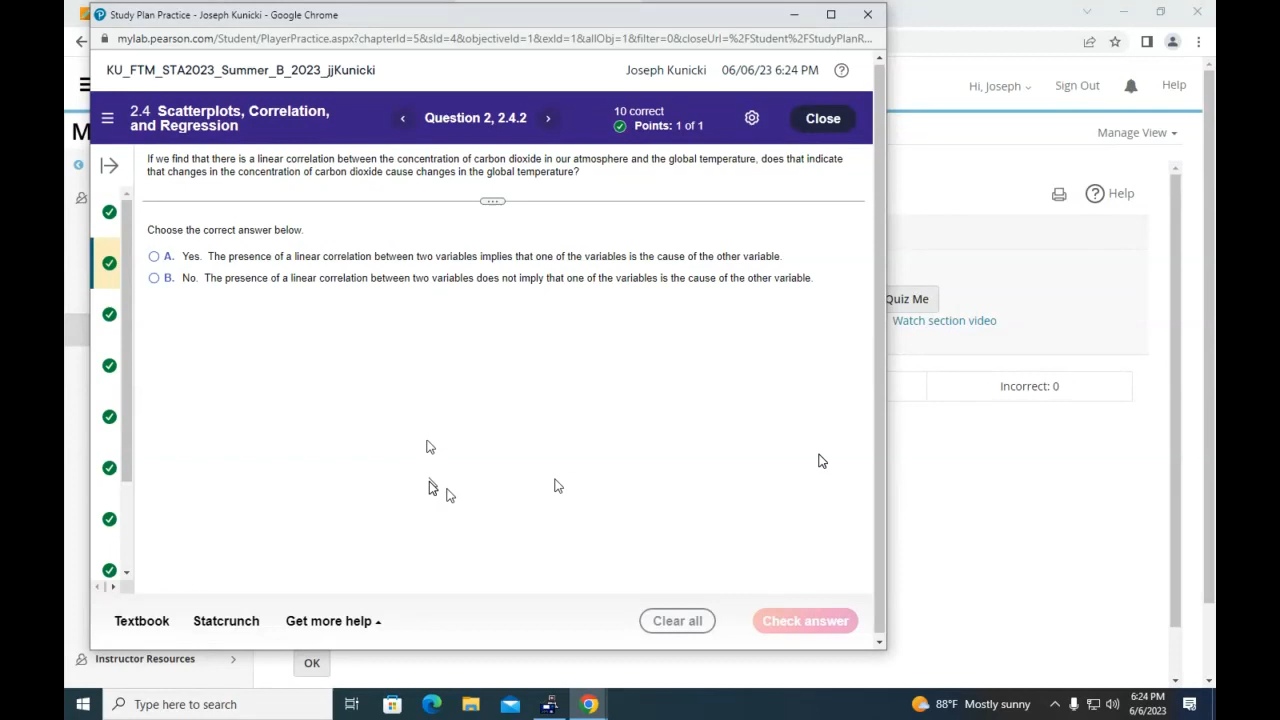 Study Plan Practice - Joseph Kunicki - Google Chrome
mylab.pearson.com/Student/PlayerPractice.aspx?chapterId=5&sId=4&objectiveId=1&exId=1&allObj=1&filter=0&closeUrl=%2FStudent%2FStudyPlanR...
KU_FTM_STA2023_Summer_B_2023_jjKunicki
Joseph Kunicki
06/06/23 6:24 PM
Hi, Joseph
Sign Out
Help
2.4 Scatterplots, Correlation,
and Regression
Question 2, 2.4.2
10 correct
Points: 1 of 1
Close
M
Manage View
If we find that there is a linear correlation between the concentration of carbon dioxide in our atmosphere and the global temperature, does that indicate
that changes in the concentration of carbon dioxide cause changes in the global temperature?
Help
Choose the correct answer below.
A. Yes. The presence of a linear correlation between two variables implies that one of the variables is the cause of the other variable.
B. No. The presence of a linear correlation between two variables does not imply that one of the variables is the cause of the other variable.
Quiz Me
Watch section video
Incorrect: 0
Textbook
Statcrunch
Get more help
Clear all
Check answer
Instructor Resources
OK
Type here to search
88°F Mostly sunny
6:24 PM
6/6/2023